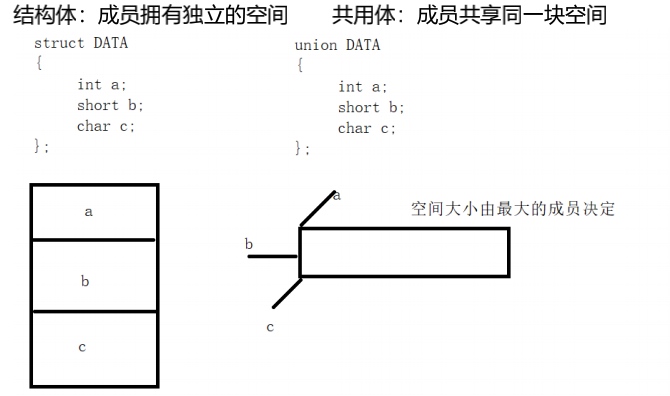 结构体：成员拥有独立的空间
struct DATA
{
int a;
short b;
char c;
};
a
b
c
共用体：成员共享同一块空间
union DATA
{
int a;
short b;
char c;
};
a
空间大小由最大的成员决定
b
c